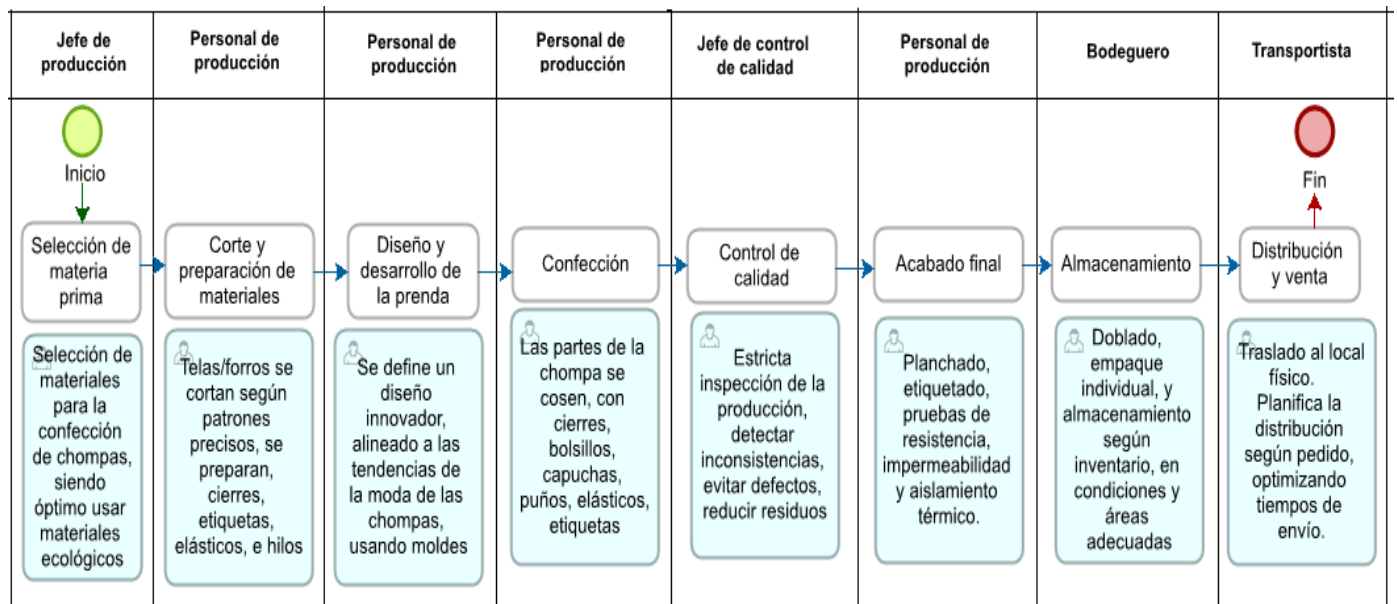 Jefe de
producción
Personal de
producción
Personal de
producción
Personal de
producción
Jefe de control
de calidad
Personal de
producción
Bodeguero
Transportista
Inicio
Fin
Selección de
materia
prima
Corte y
preparación de
materiales
Diseño y
desarrollo de
la prenda
Confección
Control de
calidad
Acabado final
Almacenamiento
Distribución
y venta
Selección de
materiales
para la
confección
de chompas,
siendo
óptimo usar
materiales
ecológicos
Telas/forros se
cortan según
patrones
precisos, se
preparan,
cierres,
etiquetas,
elásticos, e hilos
Se define un
diseño
innovador,
alineado a las
tendencias de
la moda de las
chompas,
usando moldes
Las partes de la
chompa se
cosen, con
cierres,
bolsillos,
capuchas,
puños, elásticos,
etiquetas
Estricta
inspección de la
producción,
detectar
inconsistencias,
evitar defectos,
reducir residuos
Planchado,
etiquetado,
pruebas de
resistencia,
impermeabilidad
y aislamiento
térmico.
Doblado,
empaque
individual, y
almacenamiento
según
inventario, en
condiciones y
áreas
adecuadas
Traslado al local
físico.
Planifica la
distribución
según pedido,
optimizando
tiempos de
envío.